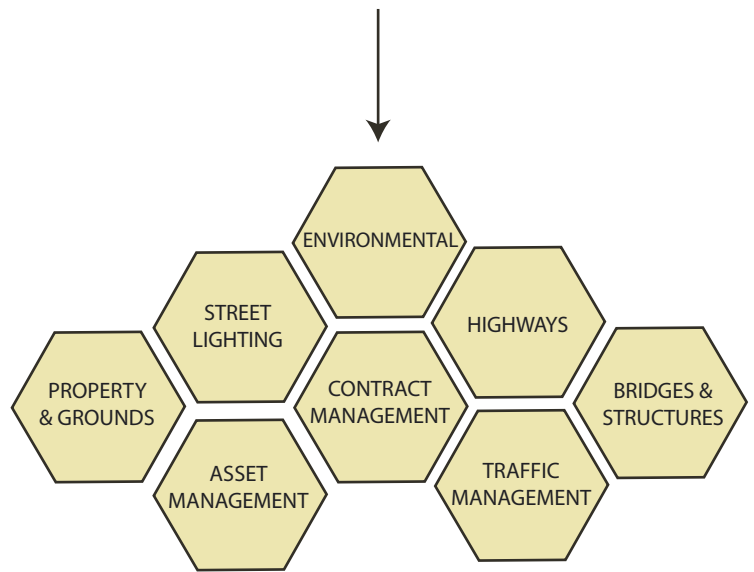 ENVIRONMENTAL
STREET
LIGHTING
HIGHWAYS
PROPERTY
& GROUNDS
CONTRACT
MANAGEMENT
BRIDGES &
STRUCTURES
ASSET
MANAGEMENT
TRAFFIC
MANAGEMENT